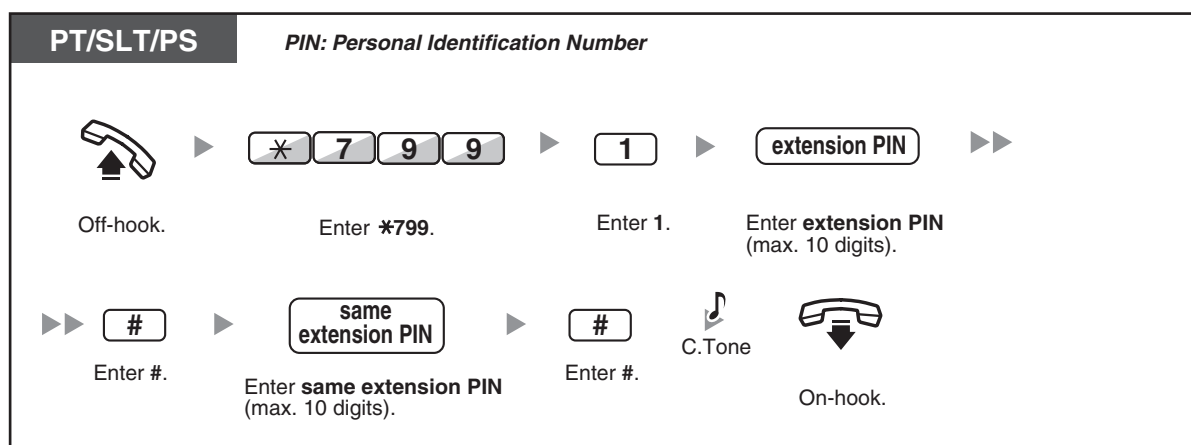 PT/SLT/PS
PIN: Personal Identification Number
* 7 9 9
1
extension PIN
Off-hook.
Enter *799.
Enter 1.
Enter extension PIN
(max. 10 digits).
#
same
extension PIN
#
C.Tone
Enter #.
Enter same extension PIN
(max. 10 digits).
Enter #.
On-hook.